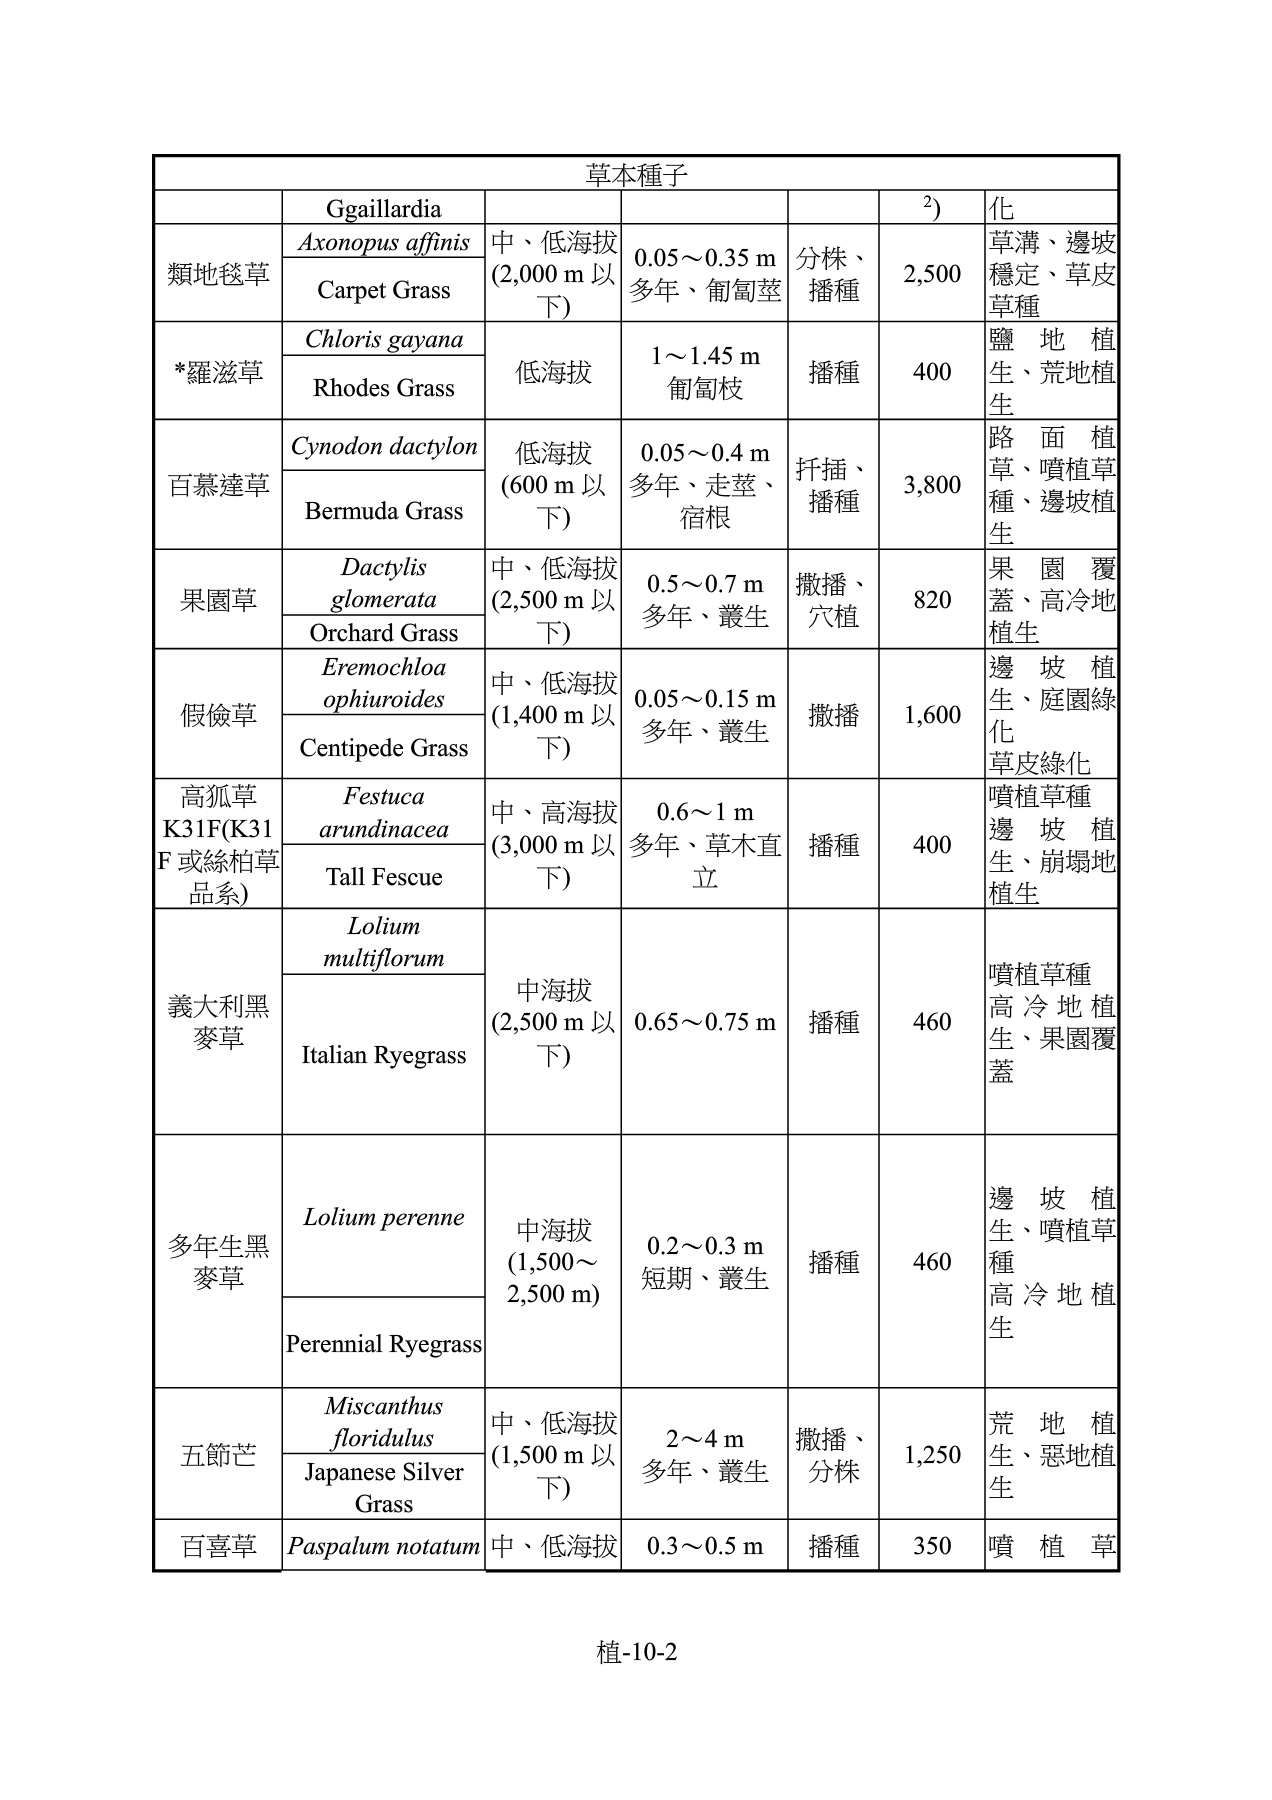 草本種子
Ggaillardia
2)
化
類地毯草
Axonopus affinis
Carpet Grass
中、低海拔
(2,000 m 以
下)
0.05～0.35 m
多年、匍匐莖
分株、
播種
2,500
草溝、邊坡
穩定、草皮
草種
*羅滋草
Chloris gayana
Rhodes Grass
低海拔
1～1.45 m
匍匐枝
播種
400
鹽地植
生、荒地植
生
百慕達草
Cynodon dactylon
Bermuda Grass
低海拔
(600 m 以
下)
0.05～0.4 m
多年、走莖、
宿根
扦插、
播種
3,800
路面植
草、噴植草
種、邊坡植
生
果園草
Dactylis
glomerata
Orchard Grass
中、低海拔
(2,500 m 以
下)
0.5～0.7 m
多年、叢生
撒播、
穴植
820
果園覆
蓋、高冷地
植生
假儉草
Eremochloa
ophiuroides
Centipede Grass
中、低海拔
(1,400 m 以
下)
0.05～0.15 m
多年、叢生
撒播
1,600
邊坡植
生、庭園綠
化
草皮綠化
高狐草
K31F(K31
F 或絲柏草
品系)
Festuca
arundinacea
Tall Fescue
中、高海拔
(3,000 m 以
下)
0.6～1 m
多年、草木直
立
播種
400
噴植草種
邊坡植
生、崩塌地
植生
義大利黑
麥草
Lolium
multiflorum
Italian Ryegrass
中海拔
(2,500 m 以
下)
0.65～0.75 m
播種
460
噴植草種
高冷地植
生、果園覆
蓋
多年生黑
麥草
Lolium perenne
Perennial Ryegrass
中海拔
(1,500～
2,500 m)
0.2～0.3 m
短期、叢生
播種
460
邊坡植
生、噴植草
種
高冷地植
生
五節芒
Miscanthus
floridulus
Japanese Silver
Grass
中、低海拔
(1,500 m 以
下)
2～4 m
多年、叢生
撒播、
分株
1,250
荒地植
生、惡地植
生
百喜草
Paspalum notatum
中、低海拔
0.3～0.5 m
播種
350
噴植草
植-10-2